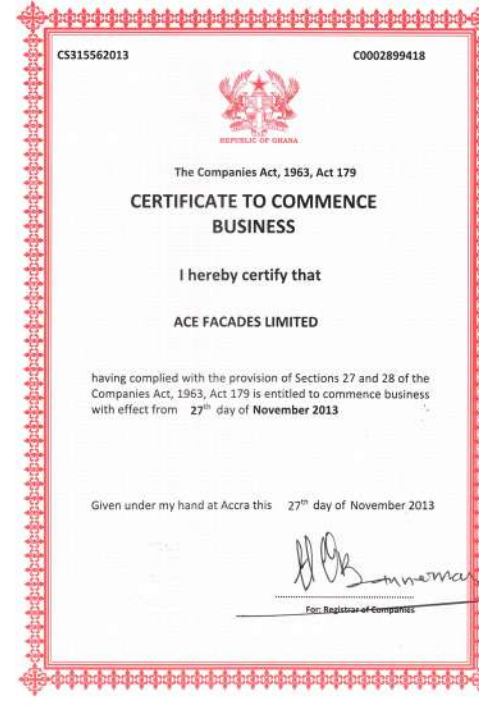 CS315562013
C0002899418
REPUBLIC OF GHANA
The Companies Act, 1963, Act 179
CERTIFICATE TO COMMENCE
BUSINESS
I hereby certify that
ACE FACADES LIMITED
having complied with the provision of Sections 27 and 28 of the
Companies Act, 1963, Act 179 is entitled to commence business
with effect from 27th day of November 2013
Given under my hand at Accra this 27th day of November 2013
For: Registrar of Companies